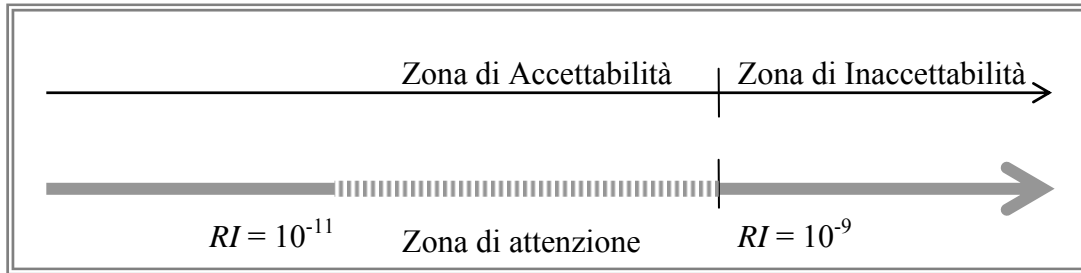 Zona di Accettabilità Zona di Inaccettabilità
RI = 10⁻¹¹ Zona di attenzione RI = 10⁻⁹